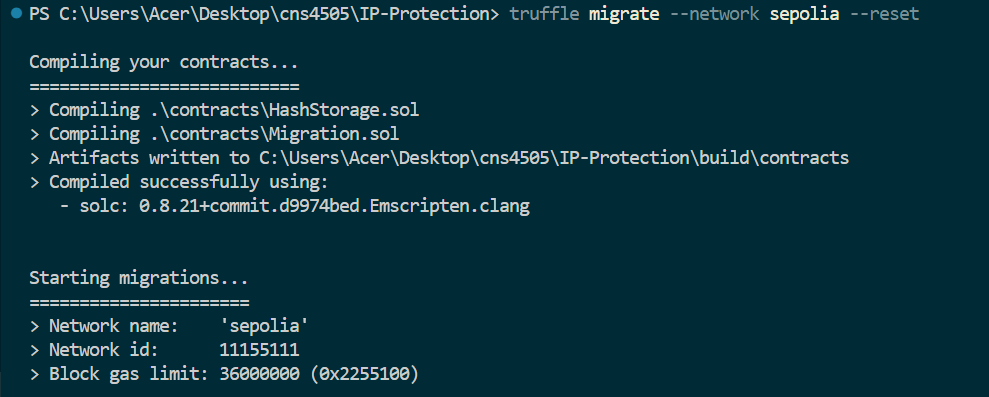 PS C:\Users\Acer\Desktop\cns4505\IP-Protection> truffle migrate --network sepolia --reset
Compiling your contracts...
===========================
> Compiling .\contracts\HashStorage.sol
> Compiling .\contracts\Migration.sol
> Artifacts written to C:\Users\Acer\Desktop\cns4505\IP-Protection\build\contracts
> Compiled successfully using:
   - solc: 0.8.21+commit.d9974bed.Emscripten.clang
Starting migrations...
======================
> Network name:    'sepolia'
> Network id:      11155111
> Block gas limit: 36000000 (0x2255100)